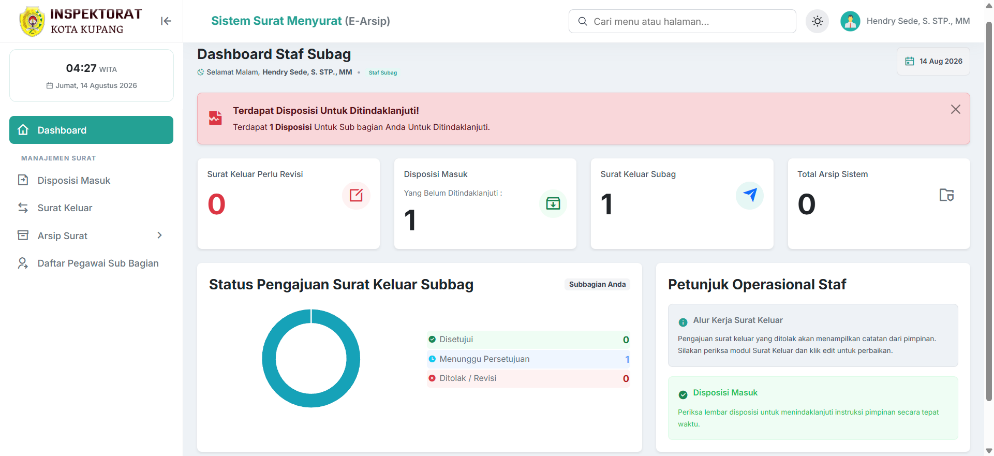 INSPEKTORAT
KOTA KUPANG
Sistem Surat Menyurat (E-Arsip)
Cari menu atau halaman...
Hendry Sede, S. STP., MM
04:27 WITA
Jumat, 14 Agustus 2026
Dashboard
MANAJEMEN SURAT
Disposisi Masuk
Surat Keluar
Arsip Surat
Daftar Pegawai Sub Bagian
Dashboard Staf Subag
Selamat Malam, Hendry Sede, S. STP., MM • Staf Subag
14 Aug 2026
Terdapat Disposisi Untuk Ditindaklanjuti!
Terdapat 1 Disposisi Untuk Sub bagian Anda Untuk Ditindaklanjuti.
Surat Keluar Perlu Revisi
0
Disposisi Masuk
Yang Belum Ditindaklanjuti :
1
Surat Keluar Subag
1
Total Arsip Sistem
0
Status Pengajuan Surat Keluar Subbag
Subbagian Anda
Disetujui 0
Menunggu Persetujuan 1
Ditolak / Revisi 0
Petunjuk Operasional Staf
Alur Kerja Surat Keluar
Pengajuan surat keluar yang ditolak akan menampilkan catatan dari pimpinan.
Silakan periksa modul Surat Keluar dan klik edit untuk perbaikan.
Disposisi Masuk
Periksa lembar disposisi untuk menindaklanjuti instruksi pimpinan secara tepat
waktu.